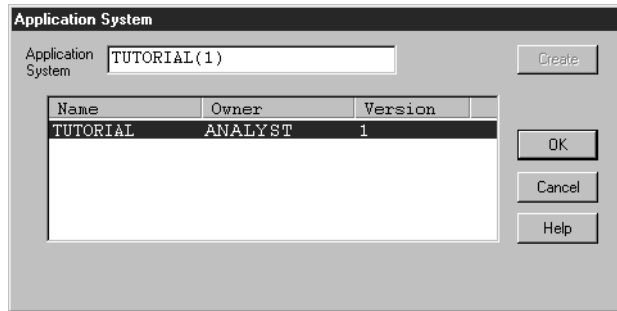 Application System
Application System TUTORIAL(1) Create
Name Owner Version
TUTORIAL ANALYST 1
OK
Cancel
Help